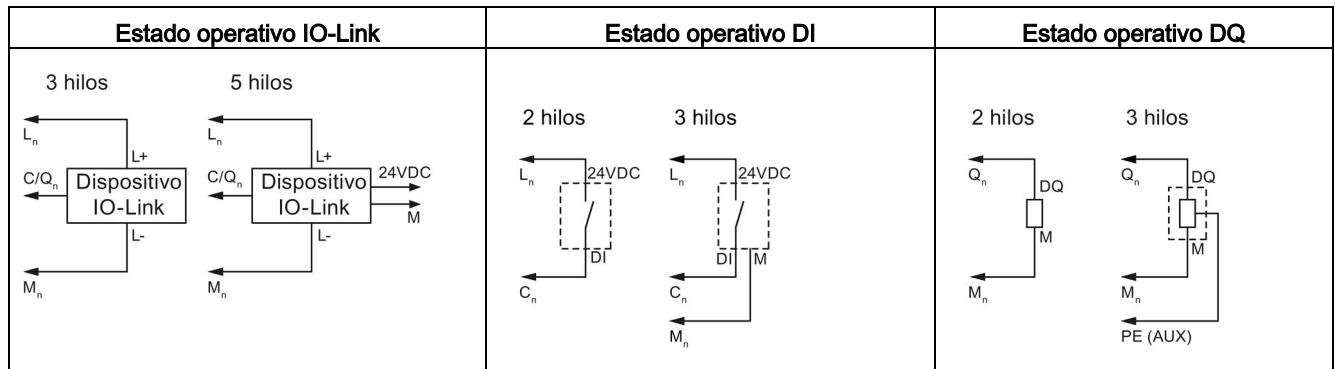 Estado operativo IO-Link
3 hilos
5 hilos
Ln
L+
C/Qn
Dispositivo
IO-Link
L-
Mn
Ln
L+
C/Qn
Dispositivo
IO-Link
24VDC
M
L-
Mn
Estado operativo DI
2 hilos
3 hilos
Ln
24VDC
DI
Cn
Ln
24VDC
DI
M
Cn
Mn
Estado operativo DQ
2 hilos
3 hilos
Qn
DQ
M
Mn
Qn
DQ
M
Mn
PE (AUX)